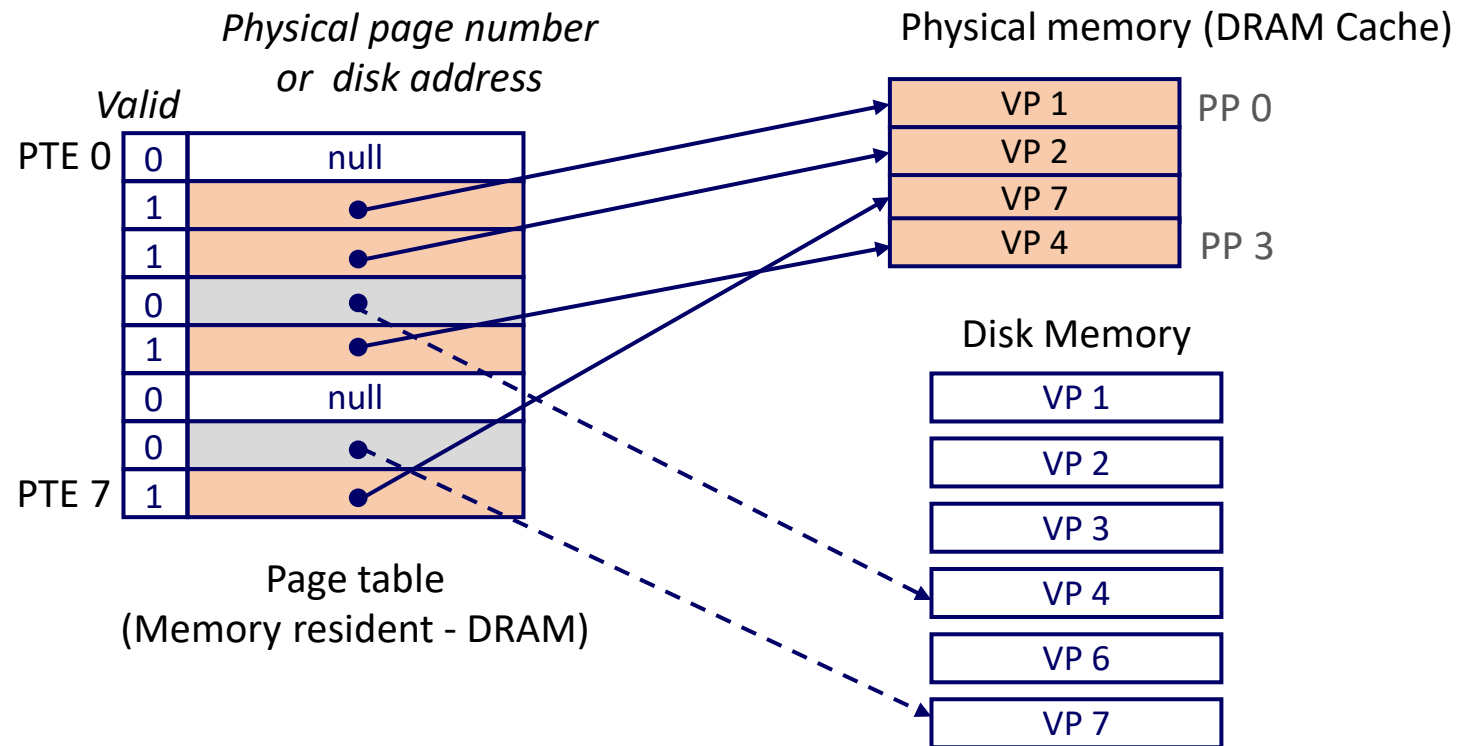 Physical page number
or disk address
Valid
PTE 0
0
null
1
1
0
1
0
null
0
PTE 7
1
Page table
(Memory resident - DRAM)
Physical memory (DRAM Cache)
VP 1
PP 0
VP 2
VP 7
VP 4
PP 3
Disk Memory
VP 1
VP 2
VP 3
VP 4
VP 6
VP 7